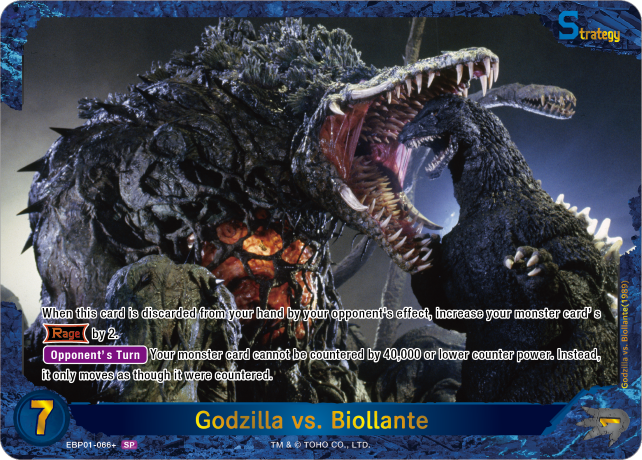 Strategy
When this card is discarded from your hand by your opponent's effect, increase your monster card's
Rage by 2.
Opponent's Turn Your monster card cannot be countered by 40,000 or lower counter power. Instead,
it only moves as though it were countered.
Godzilla vs. Biollante(1989)
7
Godzilla vs. Biollante
EBP01-066+ SP
TM & © TOHO CO., LTD.